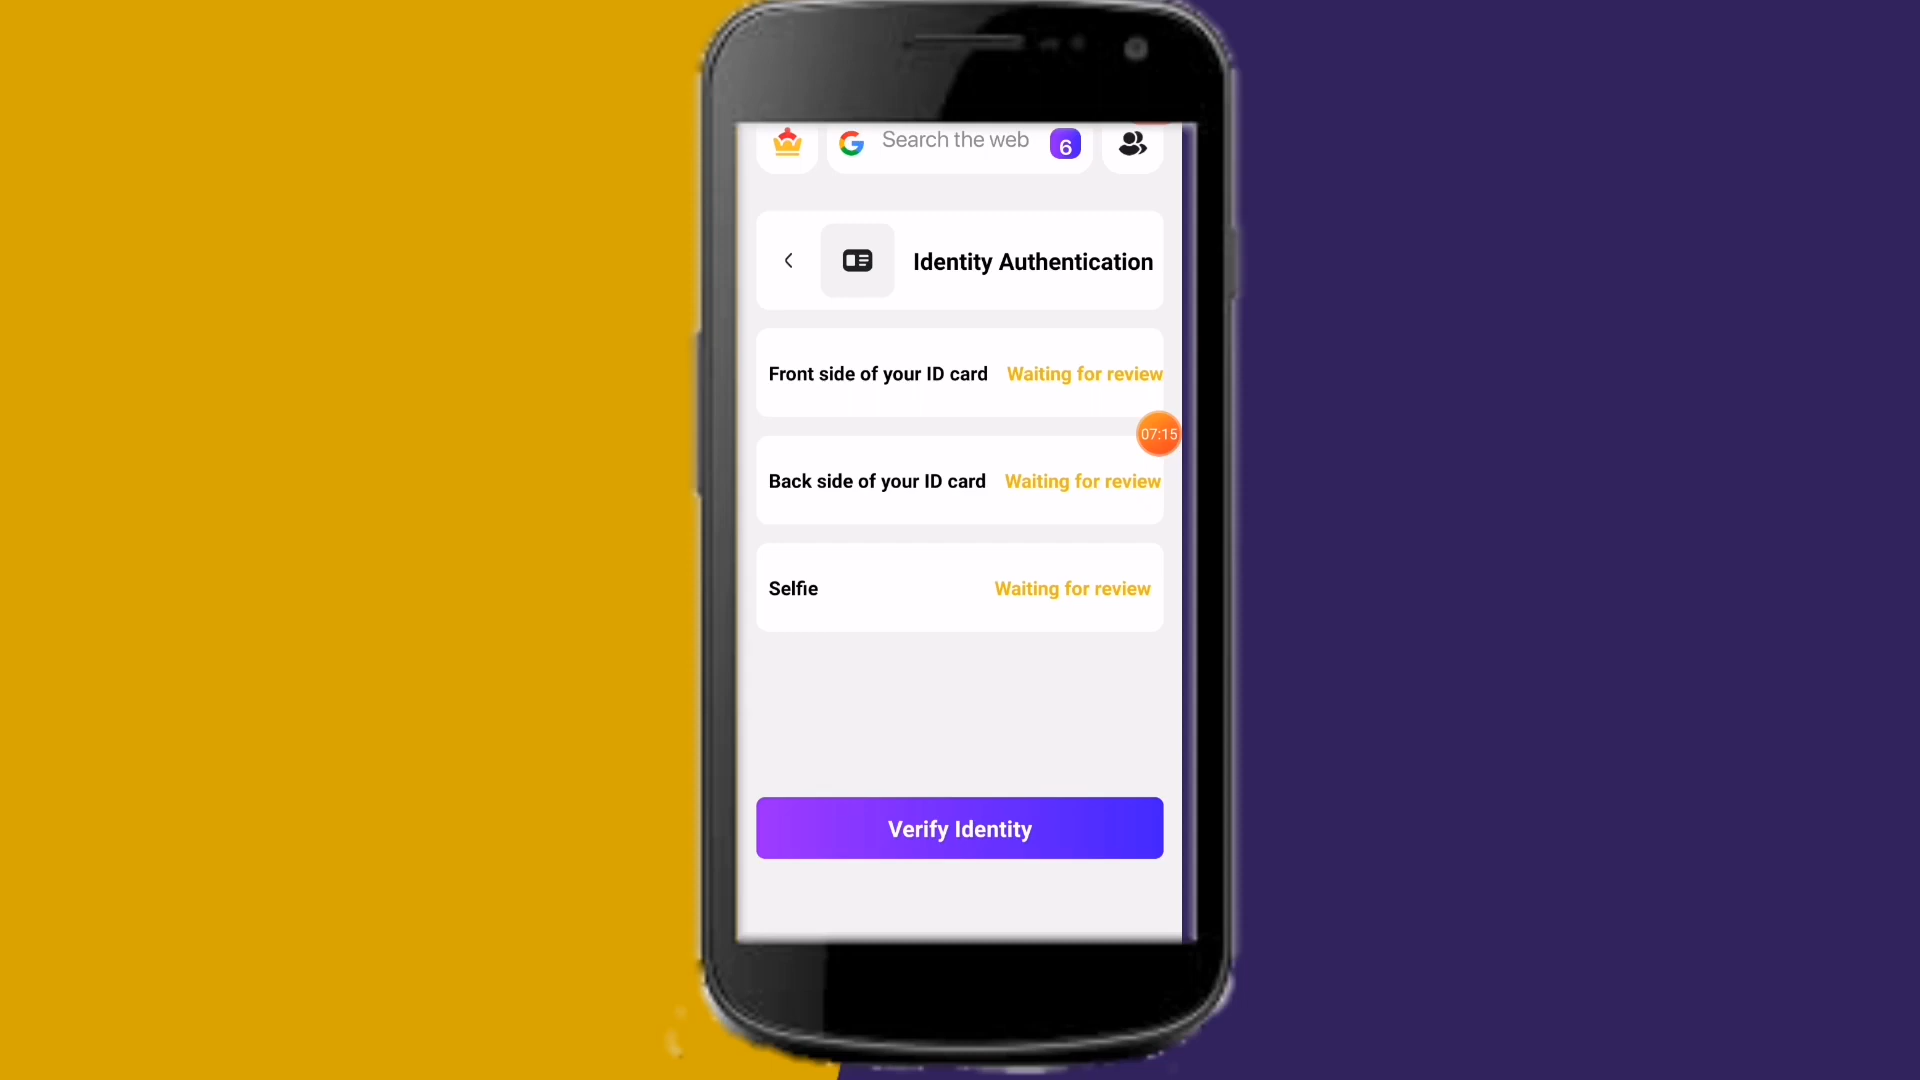 Search the web
6
Identity Authentication
Front side of your ID card Waiting for review
07:15
Back side of your ID card Waiting for review
Selfie Waiting for review
Verify Identity